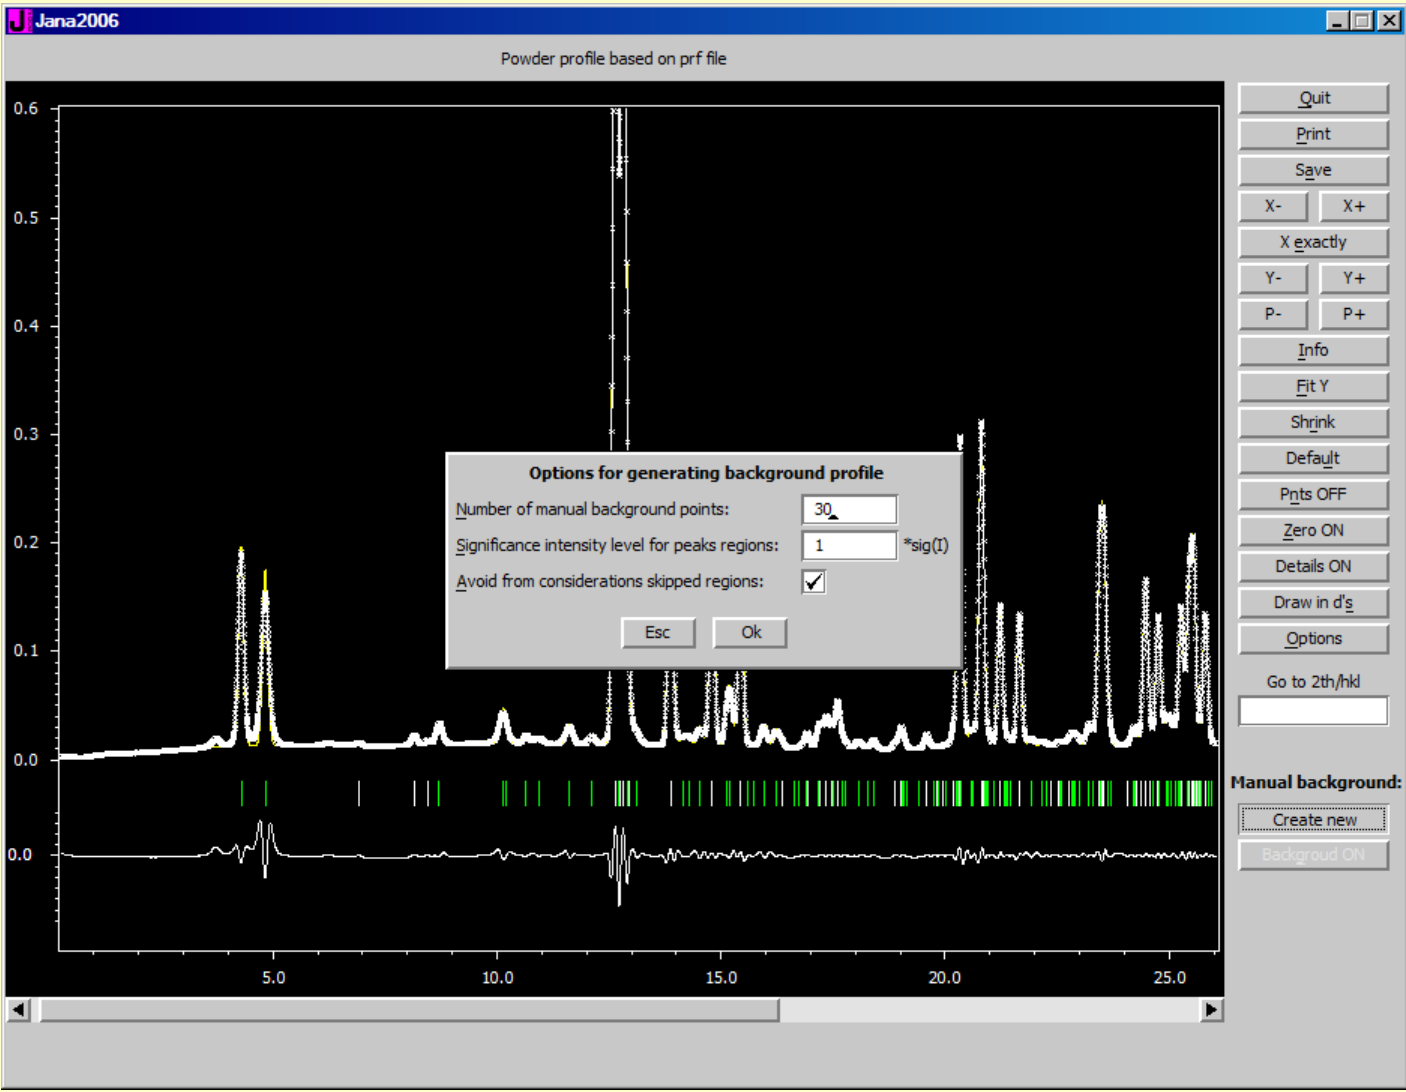 Jana2006
Powder profile based on prf file
0.6
0.5
0.4
0.3
0.2
0.1
0.0
0.0
5.0 10.0 15.0 20.0 25.0
Options for generating background profile
Number of manual background points: 30
Significance intensity level for peaks regions: 1 *sig(I)
Avoid from considerations skipped regions:
Esc Ok
Quit
Print
Save
X- X+
X exactly
Y- Y+
P- P+
Info
Fit Y
Shrink
Default
Pnts OFF
Zero ON
Details ON
Draw in d's
Options
Go to 2th/hkl
Manual background:
Create new
Backgroud ON